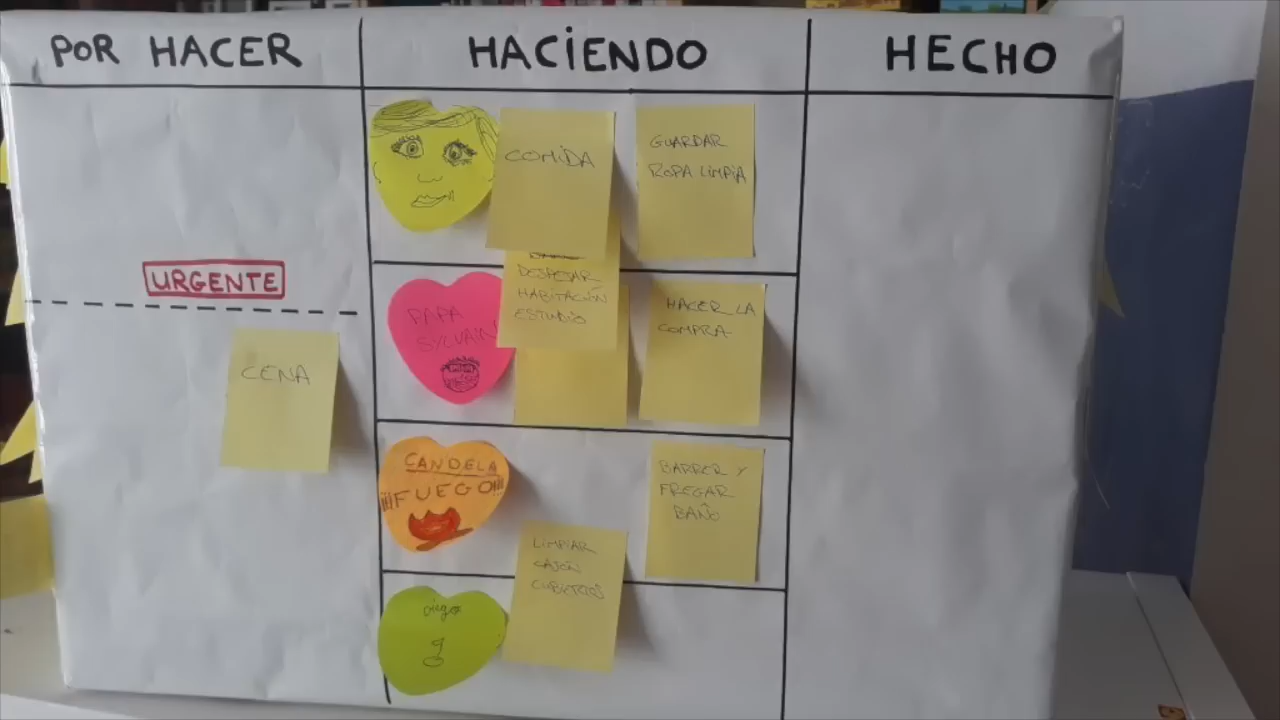 POR HACER
HACIENDO
HECHO
URGENTE
CENA
COMIDA
GUARDAR
ROPA LIMPIA
DESPEJAR
HABITACIÓN
ESTUDIO
PAPA
SYLVAIN
HACER LA
COMPRA
CANDELA
¡¡¡FUEGO!!!
BARRER Y
FREGAR
BAÑO
LIMPIAR
CAJÓN
CUBIERTOS